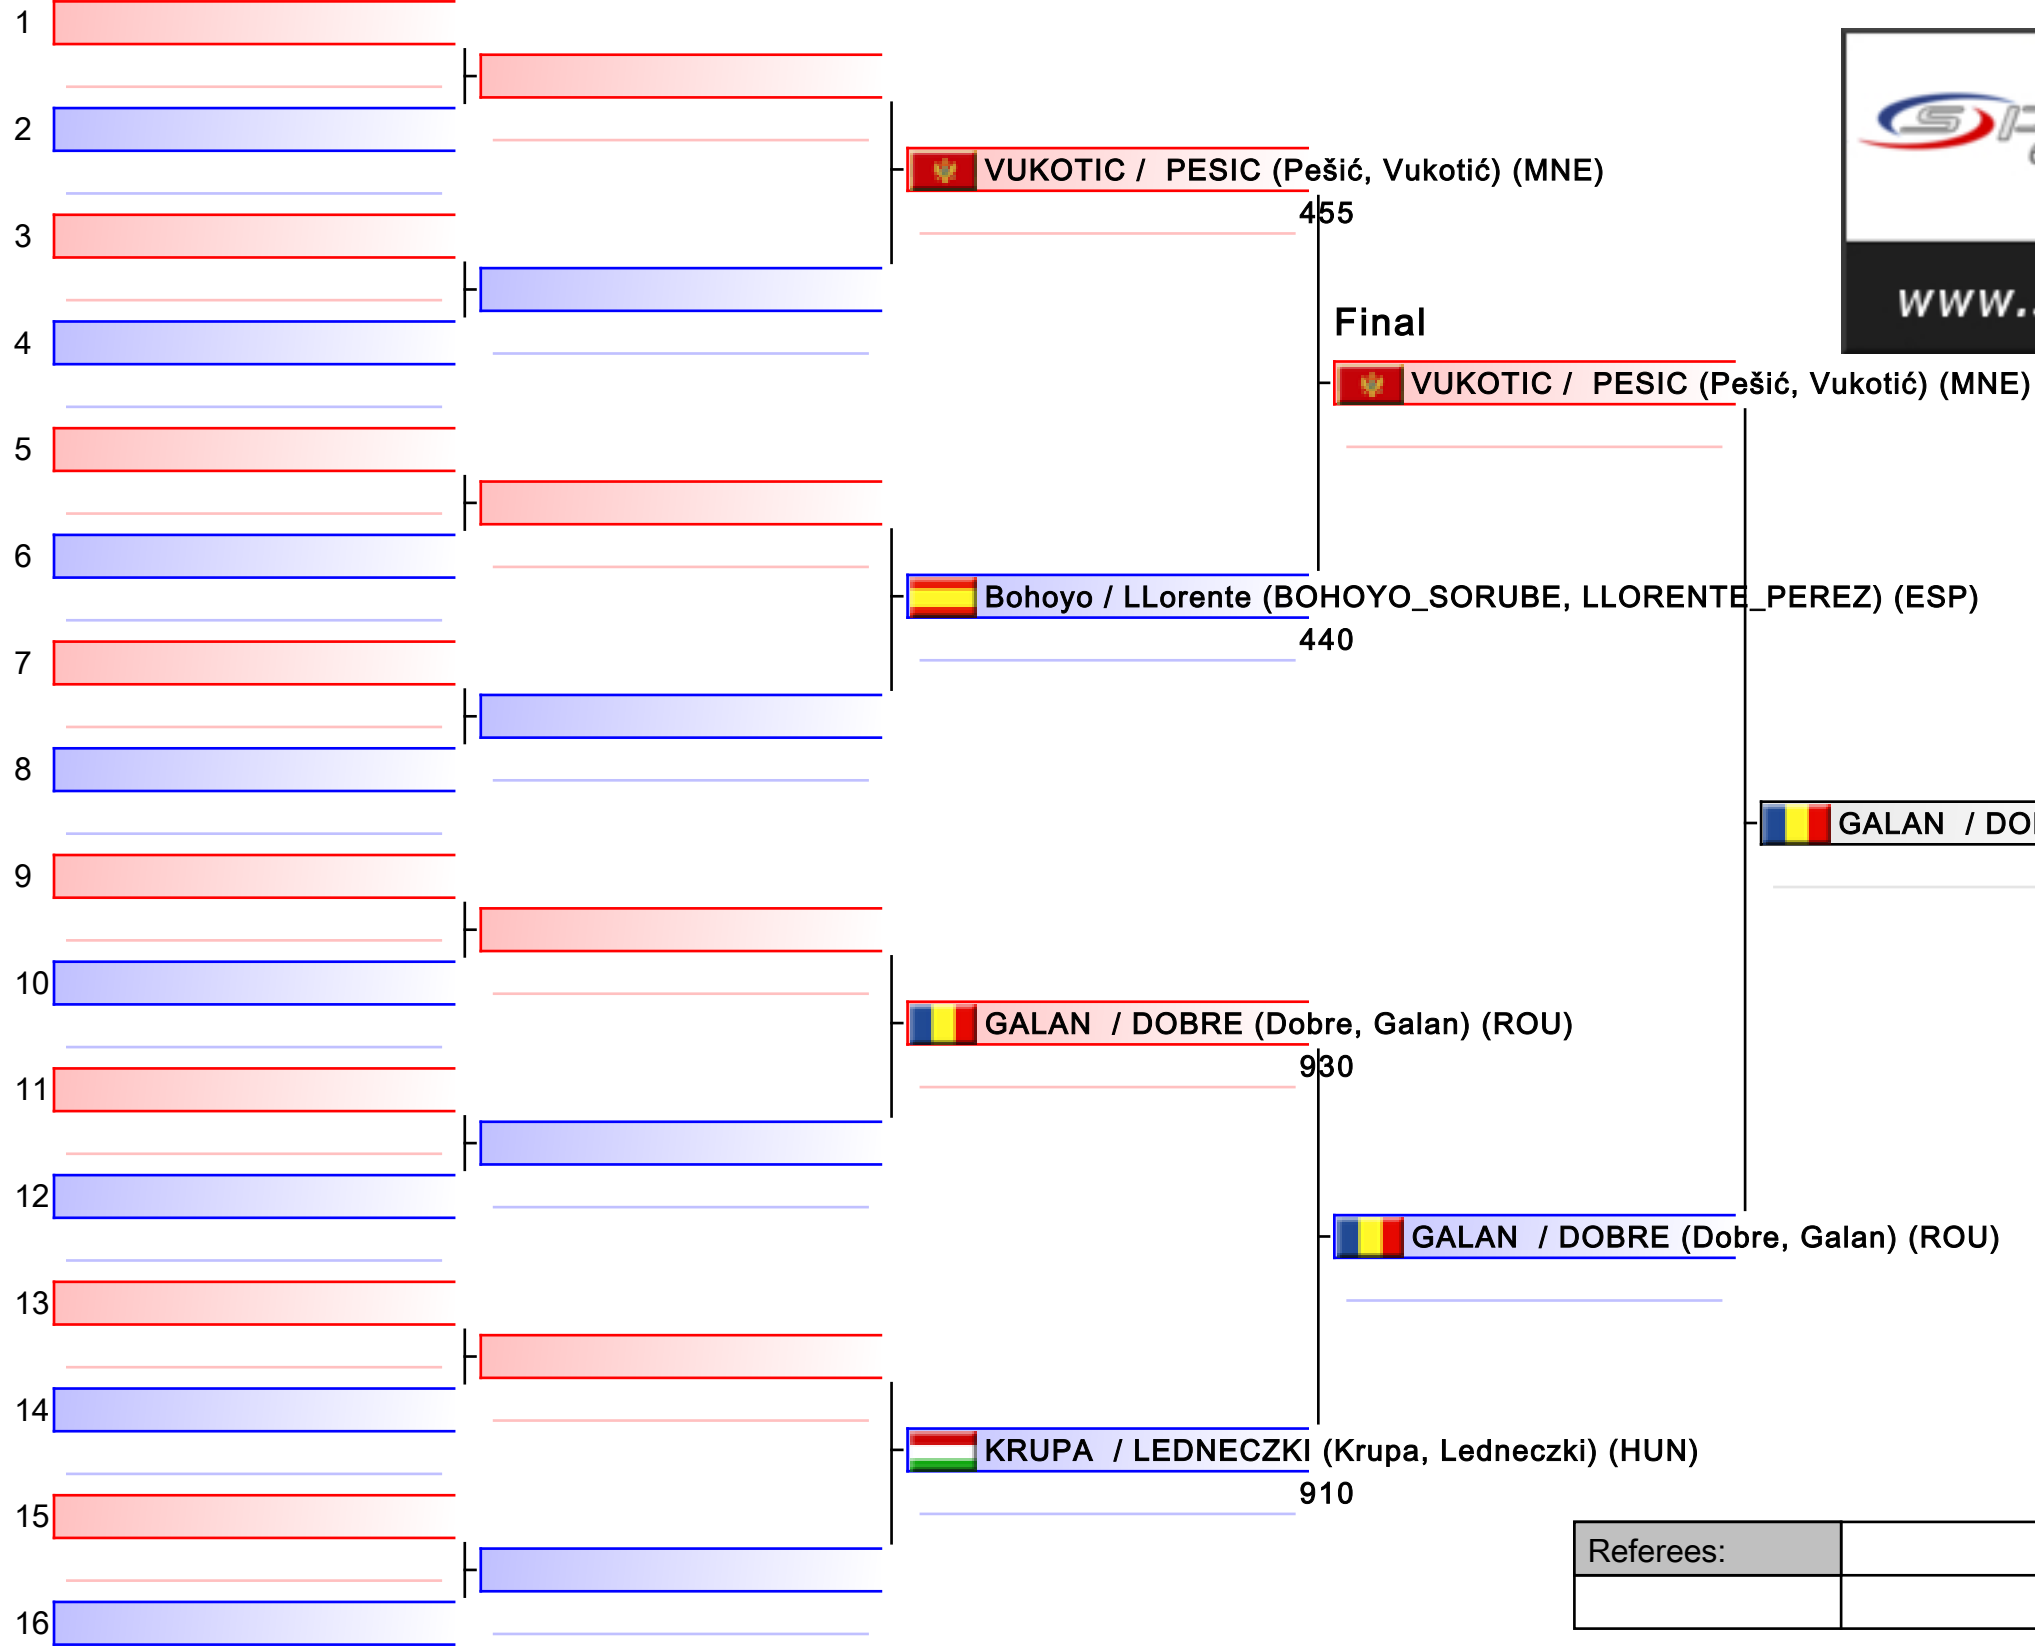 1
2
VUKOTIC / PESIC (Pešić, Vukotić) (MNE)
455
3
www.
Final
4
VUKOTIC / PESIC (Pešić, Vukotić) (MNE)
5
6
Bohoyo / LLorente (BOHOYO_SORUBE, LLORENTE_PEREZ) (ESP)
440
7
8
GALAN / DO
9
10
GALAN / DOBRE (Dobre, Galan) (ROU)
930
11
12
GALAN / DOBRE (Dobre, Galan) (ROU)
13
14
KRUPA / LEDNECZKI (Krupa, Ledneczki) (HUN)
910
15
Referees:
16